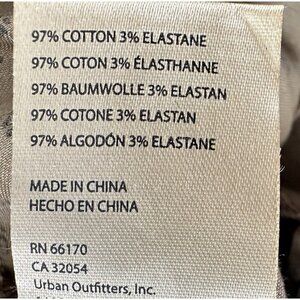 97% COTTON 3% ELASTANE
97% COTON 3% ÉLASTHANNE
97% BAUMWOLLE 3% ELASTAN
97% COTONE 3% ELASTAN
97% ALGODÓN 3% ELASTANE
MADE IN CHINA
HECHO EN CHINA
RN 66170
CA 32054
Urban Outfitters, Inc.